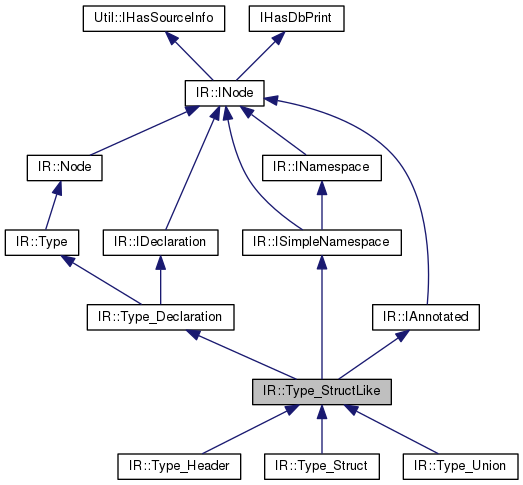 Util::IHasSourceInfo
IHasDbPrint
IR::INode
IR::Node
IR::INamespace
IR::Type
IR::IDeclaration
IR::ISimpleNamespace
IR::Type_Declaration
IR::IAnnotated
IR::Type_StructLike
IR::Type_Header
IR::Type_Struct
IR::Type_Union